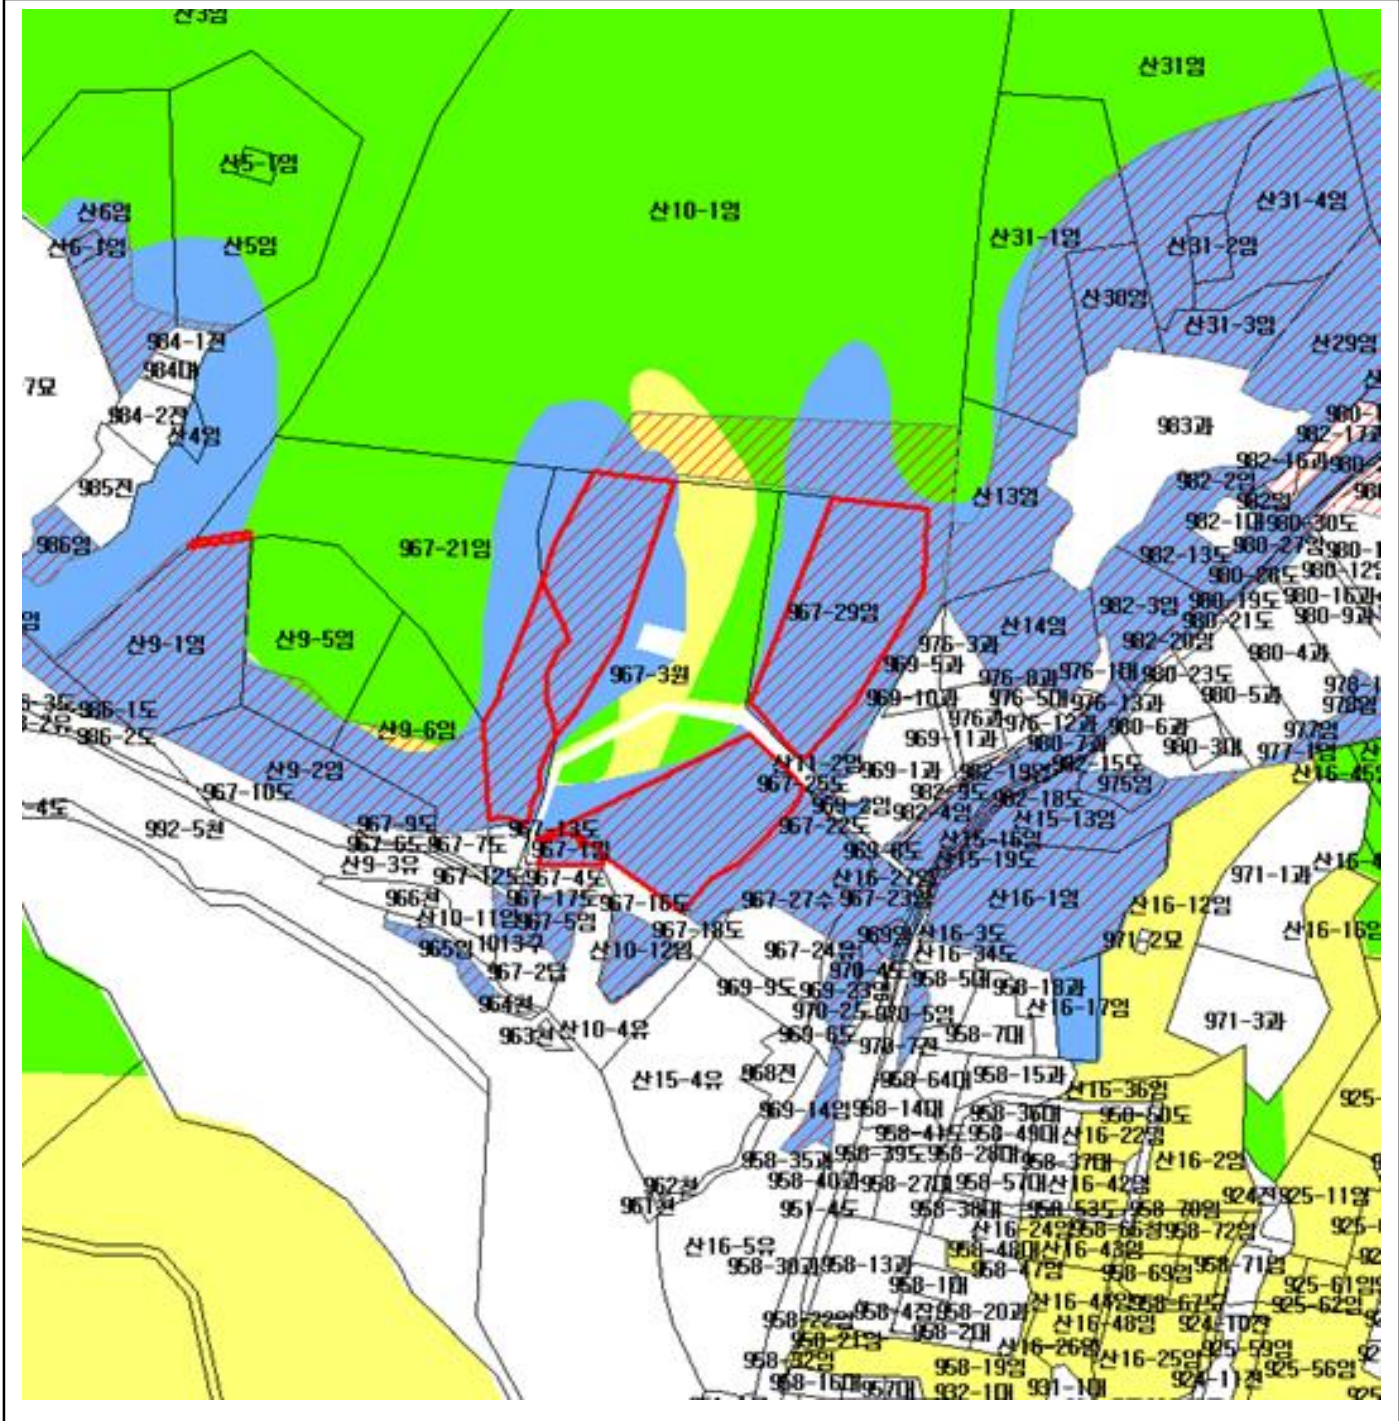 산3임
산31임
산5-1임
산31-4임
산6임
산10-1임
산6-1임
산5임
산31-1임
산31-2임
산30임
산31-3임
984-1전
산29임
984대
7묘
984-2전
983과
산4임
982-16과
985전
982-2임
산13임
982임
982-1대
980-30도
986임
967-21임
982-13도
980-27임
980-28도
980-16과
982-3임
980-19도
967-29임
980-21도
산9-1임
산9-5임
산14임
982-20임
976-3과
980-4과
969-5과
967-3원
976-8과
976-1대
980-23도
969-10과
976-5대
976-13과
980-5과
986-1도
976과
976-12과
980-6과
977임
986-2도
산9-6임
969-11과
980-7과
980-3대
977-1임
산9-2임
산11-2임
969-1과
982-19임
982-15도
967-10도
967-25도
982-9도
975임
969-2임
982-4임
982-18도
992-5천
967-9도
967-13도
967-22도
산15-13임
967-6도
967-7도
967-1임
969-8도
산15-16임
산9-3유
산15-19도
967-12도
967-4도
산16-27임
971-1과
966천
967-17도
967-16도
967-27수
967-23임
산16-1임
산16-12임
산10-11임
967-5임
967-18도
산16-3도
산16-16임
965임
1013구
산10-12임
967-24유
산16-34도
971-2묘
967-2답
970-4도
958-5대
969-9도
969-23임
958-18과
964천
970-2도
970-5임
산16-17임
963천
산10-4유
969-6도
970-7전
958-7대
971-3과
산15-4유
968전
958-64대
958-15과
산16-36임
969-14임
958-14대
958-36대
958-50도
958-41도
958-49대
산16-22임
958-35과
958-39도
958-28대
958-37대
산16-2임
962천
958-40과
958-27대
958-57대
산16-42임
924전
925-11임
961천
951-4도
958-38대
958-53도
958-70임
산16-24임
958-72임
산16-5유
958-48대
산16-43임
958-30과
958-13과
958-47임
958-69임
958-71임
958-1대
925-61임
산16-44임
958-67도
925-62임
958-22임
958-20과
958-2대
산16-48임
924-10전
958-21임
산16-26임
925-59임
958-32임
958-19임
산16-25임
925-56임
958-16대
957대
932-1대
931-1대
924-11전